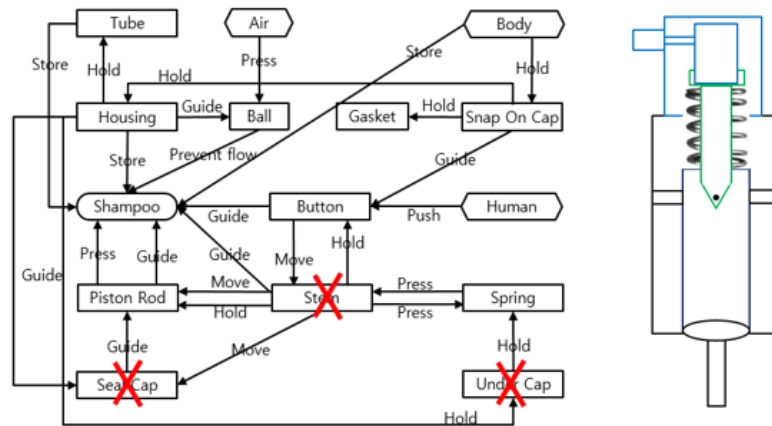 Tube
Air
Body
Store
Hold
Press
Store
Hold
Hold
Housing
Guide
Ball
Gasket
Hold
Snap On Cap
Store
Prevent flow
Guide
Shampoo
Guide
Button
Push
Human
Press
Guide
Guide
Move
Hold
Guide
Piston Rod
Move
Hold
Stem
Press
Press
Spring
Guide
Move
Hold
Seal Cap
Under Cap
Hold